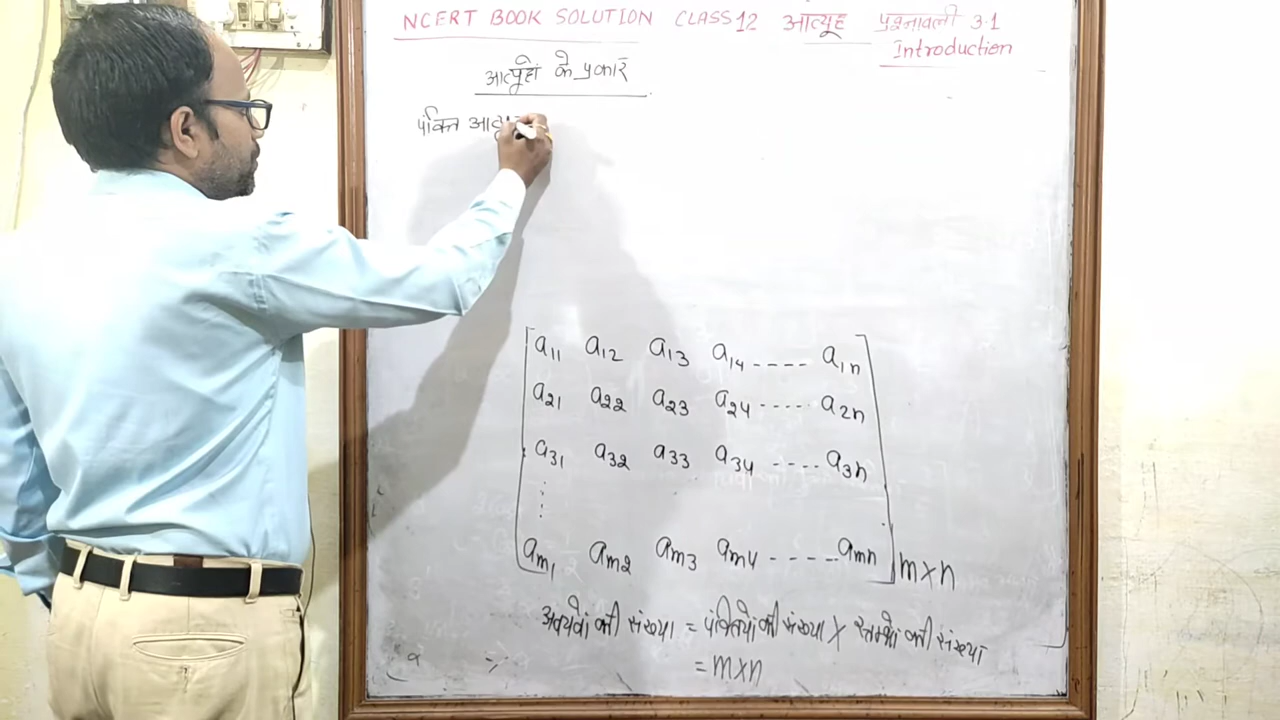 NCERT BOOK SOLUTION CLASS 12 आव्यूह प्रश्नावली 3.1
Introduction
आव्यूहों के प्रकार
पंक्ति
a11 a12 a13 a14 ---- a1n
a21 a22 a23 a24 ---- a2n
a31 a32 a33 a34 ---- a3n
am1 am2 am3 am4 ---- amn
m×n
अवयवों की संख्या = पंक्तियों की संख्या × स्तम्भों की संख्या
= m×n